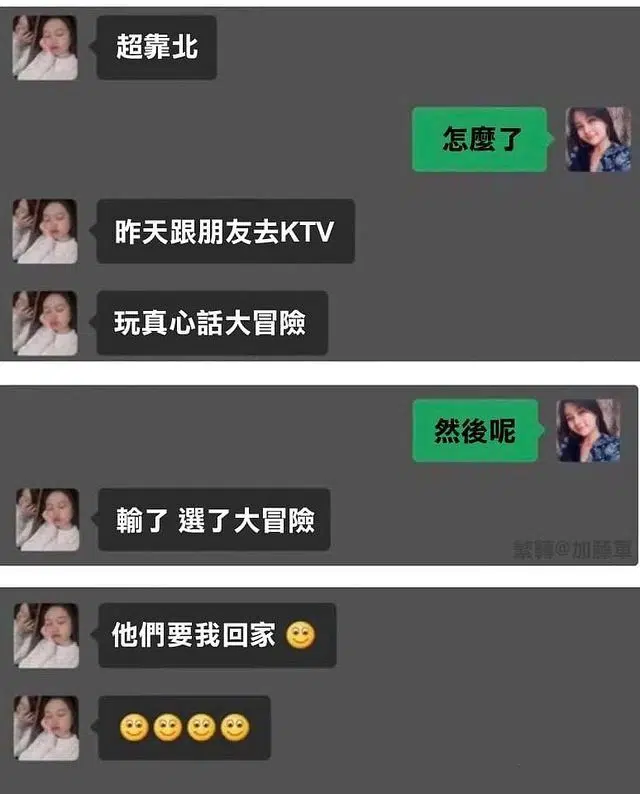 超靠北
怎麼了
昨天跟朋友去KTV
玩真心話大冒險
然後呢
輸了 選了大冒險
繁轉@加藤軍
他們要我回家